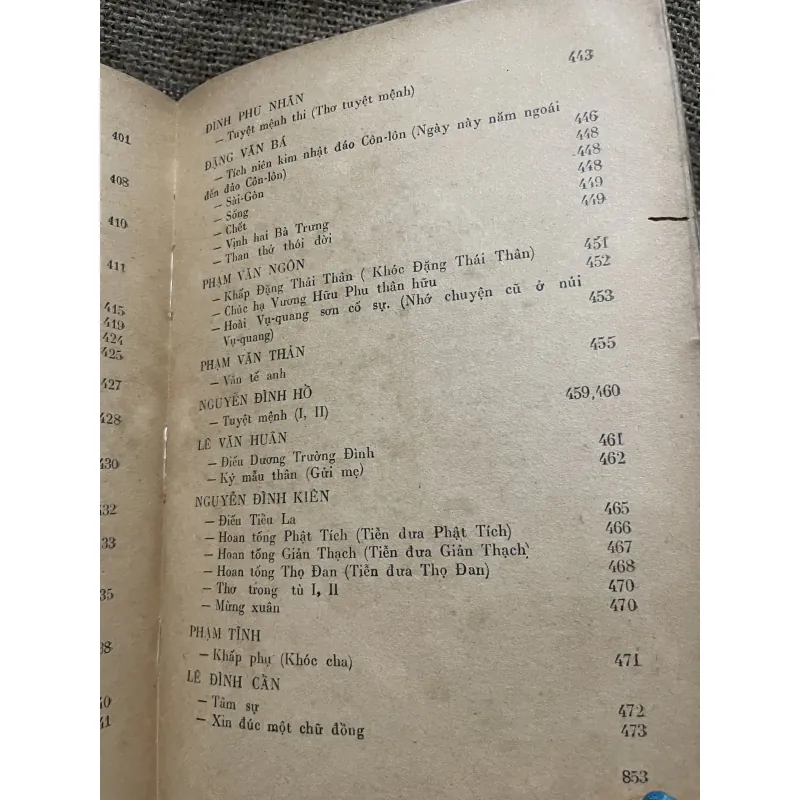 401
408
410
411
415
419
424
425
427
428
430
432
33
35
38
40
41
ĐINH PHU NHÂN
— Tuyệt mệnh thi (Thơ tuyệt mệnh) 443
ĐẶNG VĂN BÁ
— Tích niên kim nhật đáo Côn-lôn (Ngày này năm ngoái
đến đảo Côn-lôn) 446
— Sài-Gòn 448
— Sống 448
— Chết 448
— Vịnh hai Bà Trưng 449
— Than thở thói đời 449
PHẠM VĂN NGÔN
— Khấp Đặng Thái Thân ( Khóc Đặng Thái Thân) 451
— Chúc hạ Vương Hữu Phu thân hữu 452
— Hoài Vụ-quang sơn cố sự. (Nhớ chuyện cũ ở núi
Vụ-quang) 453
PHẠM VĂN THẢN
— Văn tế anh 455
NGUYỄN ĐÌNH HỒ
— Tuyệt mệnh (I, II) 459,460
LÊ VĂN HUÂN
— Điếu Dương Trường Đình 461
— Ký mẫu thân (Gửi mẹ) 462
NGUYỄN ĐÌNH KIÊN
— Điếu Tiều La 465
— Hoan tống Phật Tích (Tiễn đưa Phật Tích) 466
— Hoan tống Giản Thạch (Tiễn đưa Giản Thạch) 467
— Hoan tống Thọ Đan (Tiễn đưa Thọ Đan) 468
— Thơ trong tù I, II 470
— Mừng xuân 470
PHẠM TĨNH
— Khấp phụ (Khóc cha) 471
LÊ ĐÌNH CẦN
— Tâm sự 472
— Xin đúc một chữ đồng 473
853